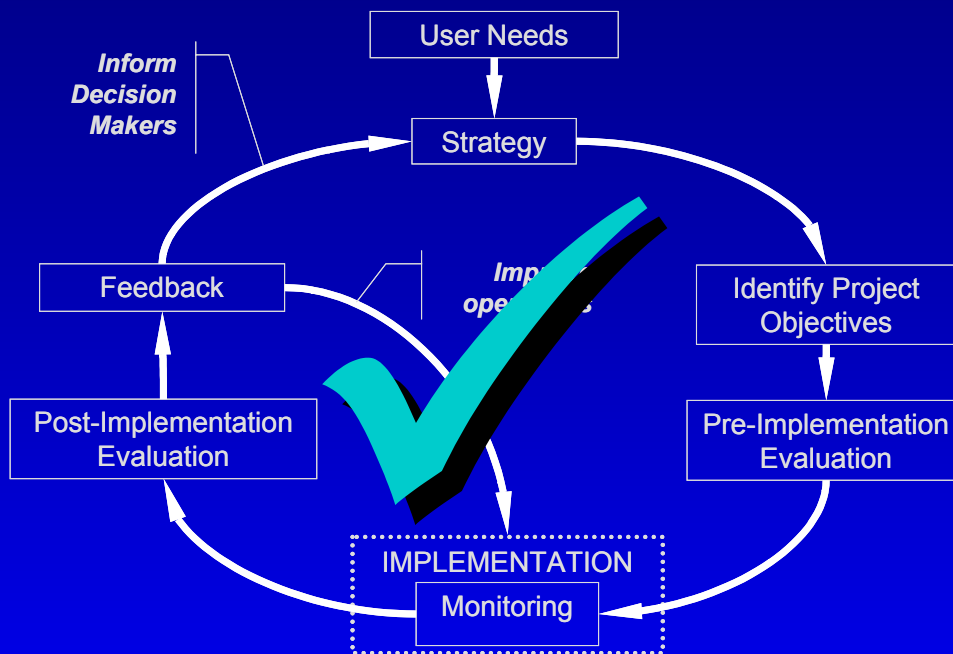 User Needs
Inform
Decision
Makers
Strategy
Feedback
Identify Project
Objectives
Post-Implementation
Evaluation
Pre-Implementation
Evaluation
IMPLEMENTATION
Monitoring